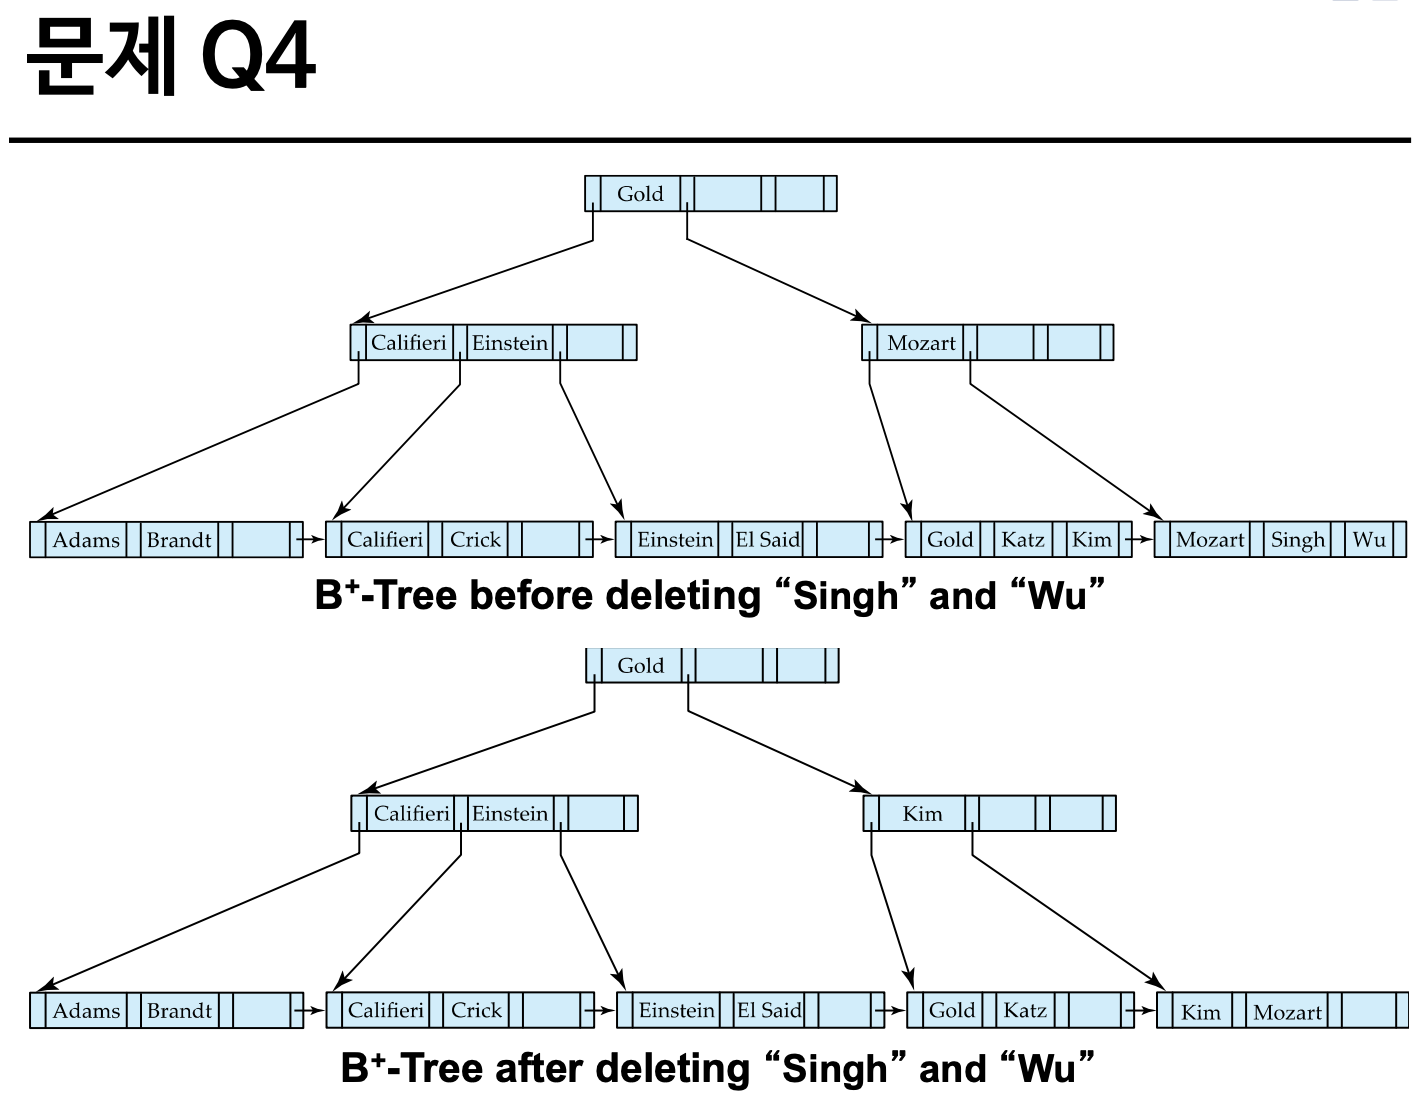 문제 Q4
Gold
Califieri Einstein
Mozart
Adams Brandt
Califieri Crick
Einstein El Said
Gold Katz Kim
Mozart Singh Wu
B+-Tree before deleting “Singh” and “Wu”
Gold
Califieri Einstein
Kim
Adams Brandt
Califieri Crick
Einstein El Said
Gold Katz
Kim Mozart
B+-Tree after deleting “Singh” and “Wu”